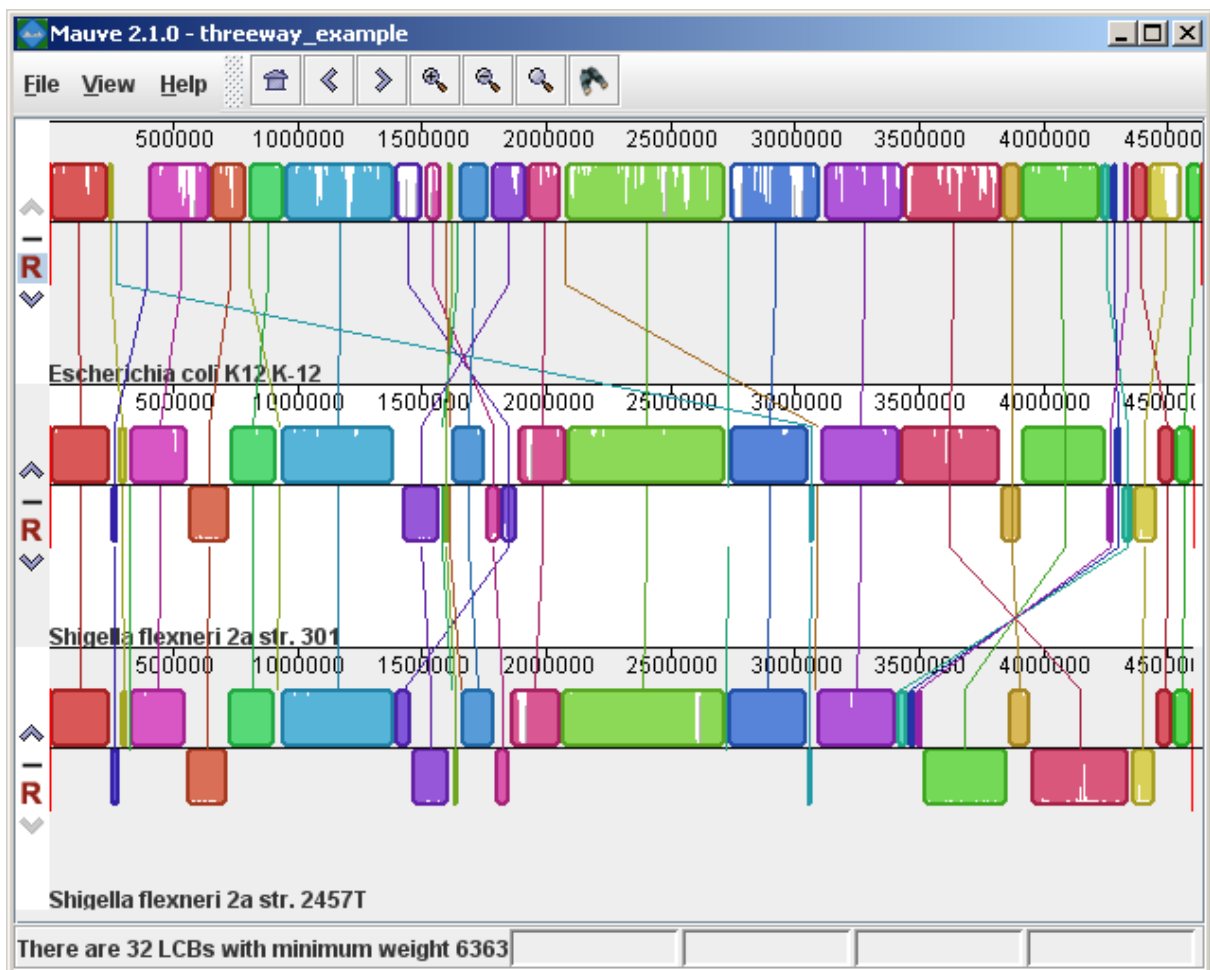 Mauve 2.1.0 - threeway_example
File View Help
500000 1000000 1500000 2000000 2500000 3000000 3500000 4000000 4500000
R
Escherichia coli K12 K-12
500000 1000000 1500000 2000000 2500000 3000000 3500000 4000000 450000
R
Shigella flexneri 2a str. 301
500000 1000000 1500000 2000000 2500000 3000000 3500000 4000000 450000
R
Shigella flexneri 2a str. 2457T
There are 32 LCBs with minimum weight 6363